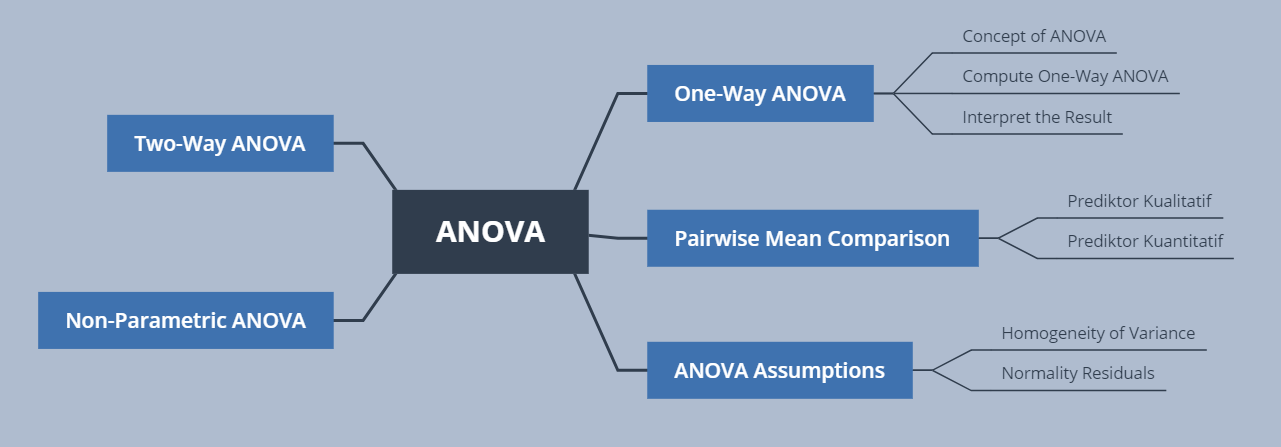 ANOVA
One-Way ANOVA
Concept of ANOVA
Compute One-Way ANOVA
Interpret the Result
Pairwise Mean Comparison
Prediktor Kualitatif
Prediktor Kuantitatif
ANOVA Assumptions
Homogeneity of Variance
Normality Residuals
Two-Way ANOVA
Non-Parametric ANOVA